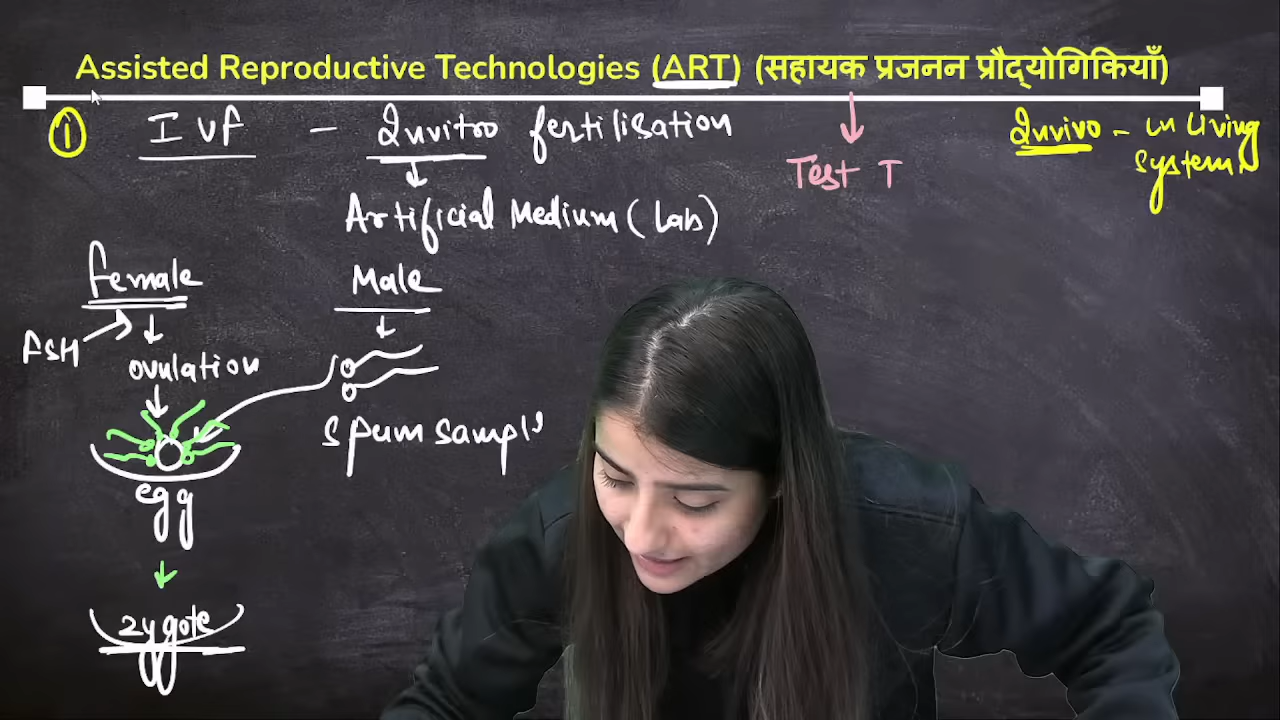 Assisted Reproductive Technologies (ART) (सहायक प्रजनन प्रौद्योगिकियाँ)
① IVF - Invitro fertilisation
Invivo - in living
system
Test T
Artificial Medium (Lab)
Female
Male
FSH
ovulation
sperm sample
egg
zygote